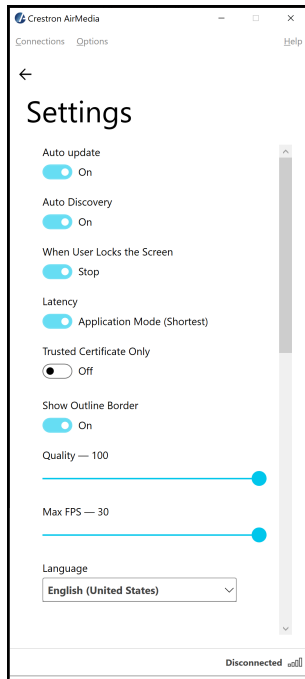 Crestron AirMedia
Connections Options Help
Settings
Auto update
On
Auto Discovery
On
When User Locks the Screen
Stop
Latency
Application Mode (Shortest)
Trusted Certificate Only
Off
Show Outline Border
On
Quality — 100
Max FPS — 30
Language
English (United States)
Disconnected